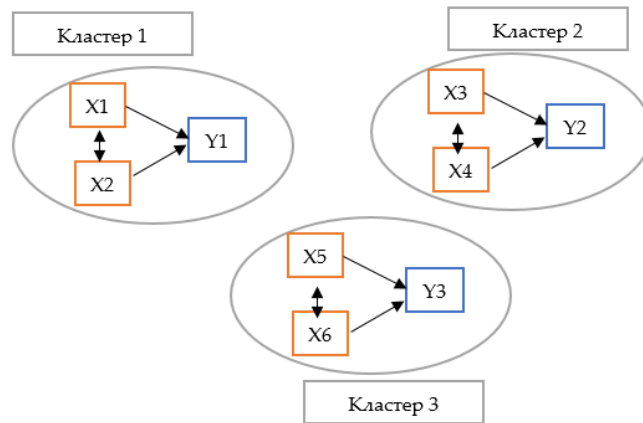 Кластер 1
X1
X2
Y1
Кластер 2
X3
X4
Y2
X5
X6
Y3
Кластер 3